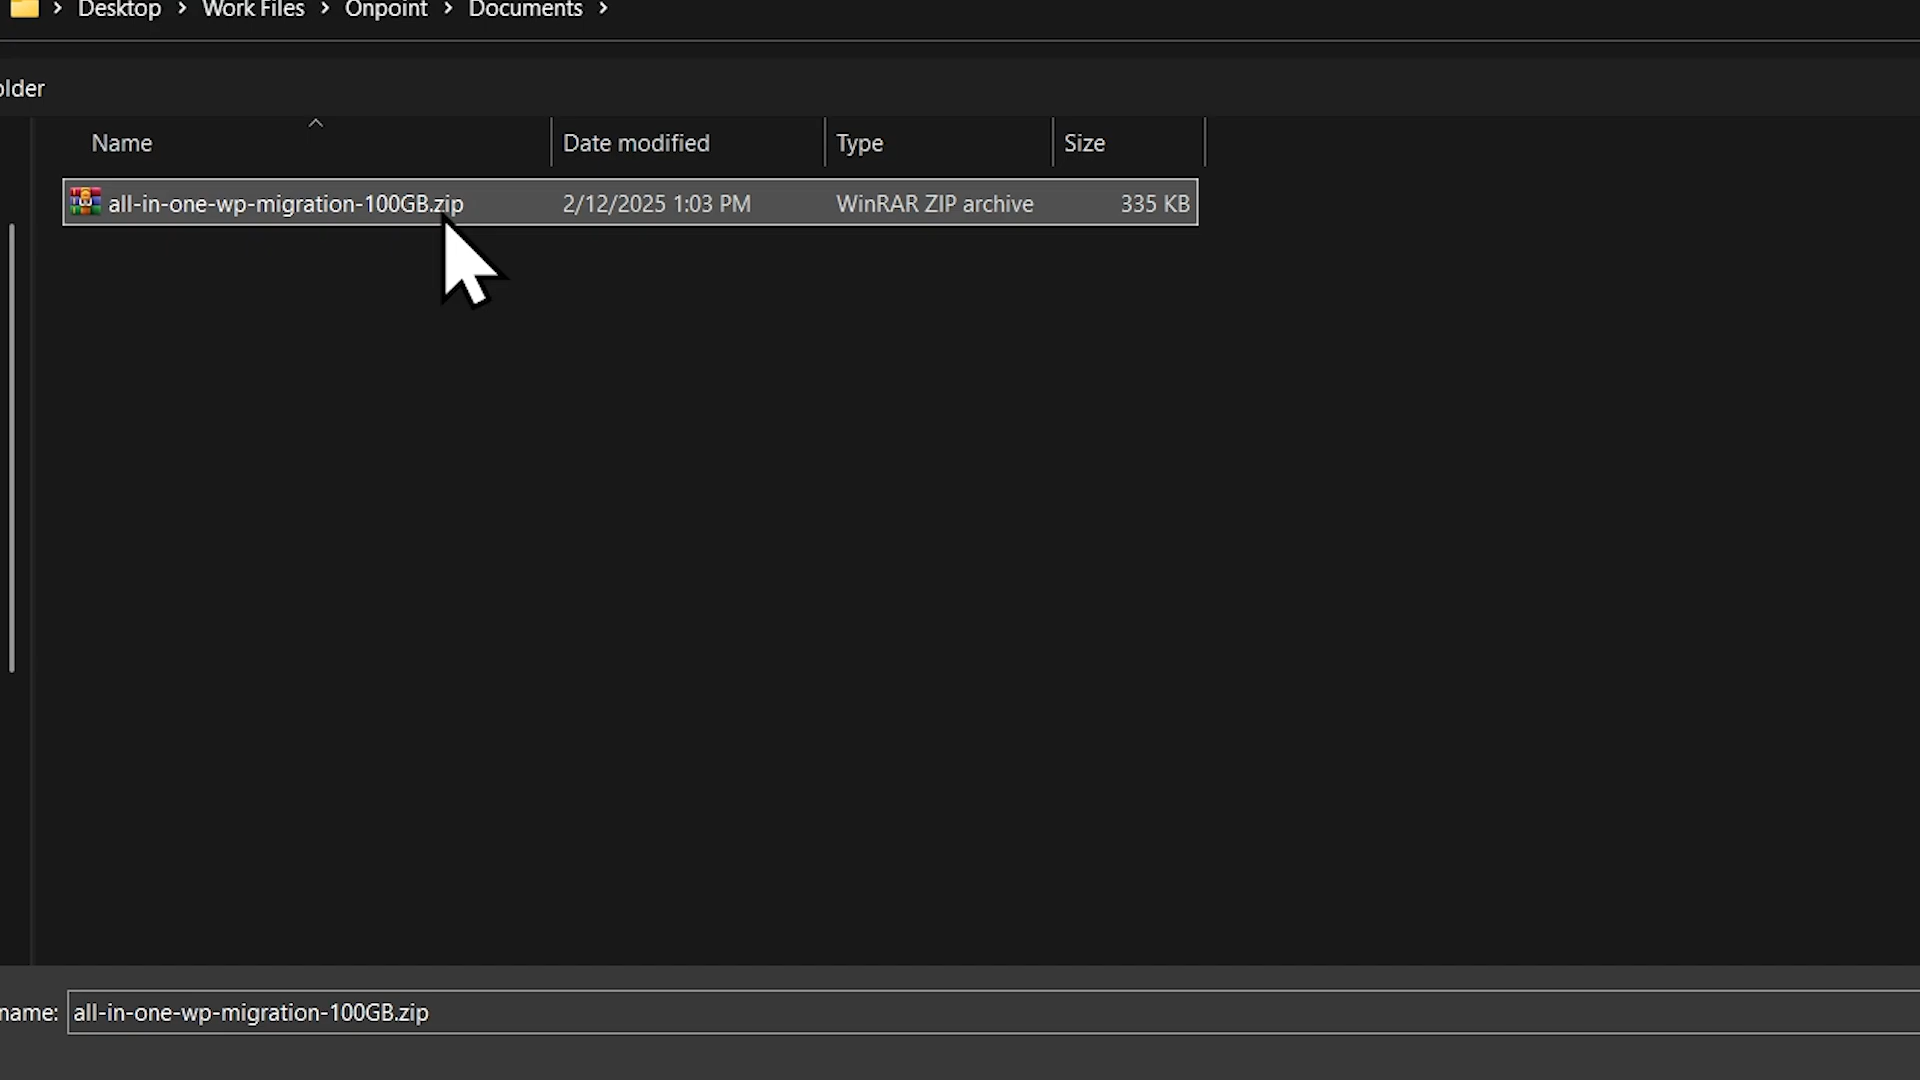 Desktop > Work Files > Onpoint > Documents >
older
Name Date modified Type Size
all-in-one-wp-migration-100GB.zip 2/12/2025 1:03 PM WinRAR ZIP archive 335 KB
name: all-in-one-wp-migration-100GB.zip